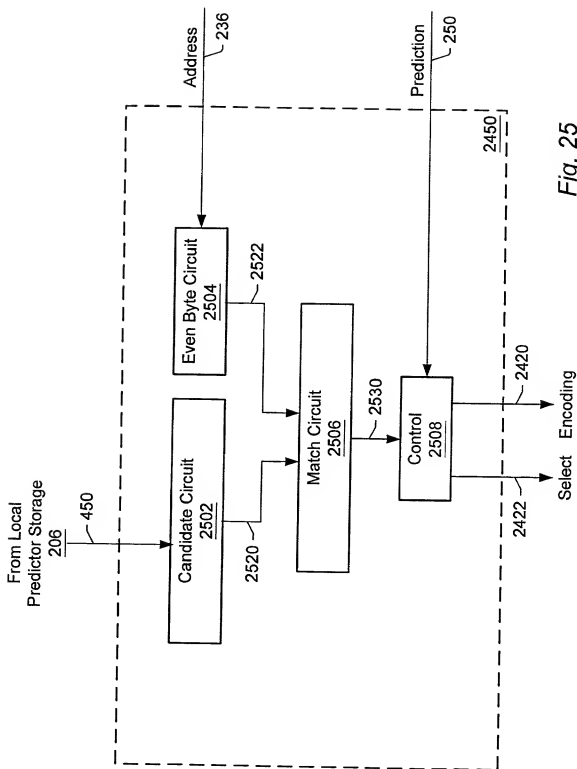 Address
236
Prediction
250
From Local
Predictor Storage
206
450
Candidate Circuit
2502
Even Byte Circuit
2504
2520
2522
Match Circuit
2506
2530
Control
2508
2422
2420
Select
Encoding
2450
Fig. 25